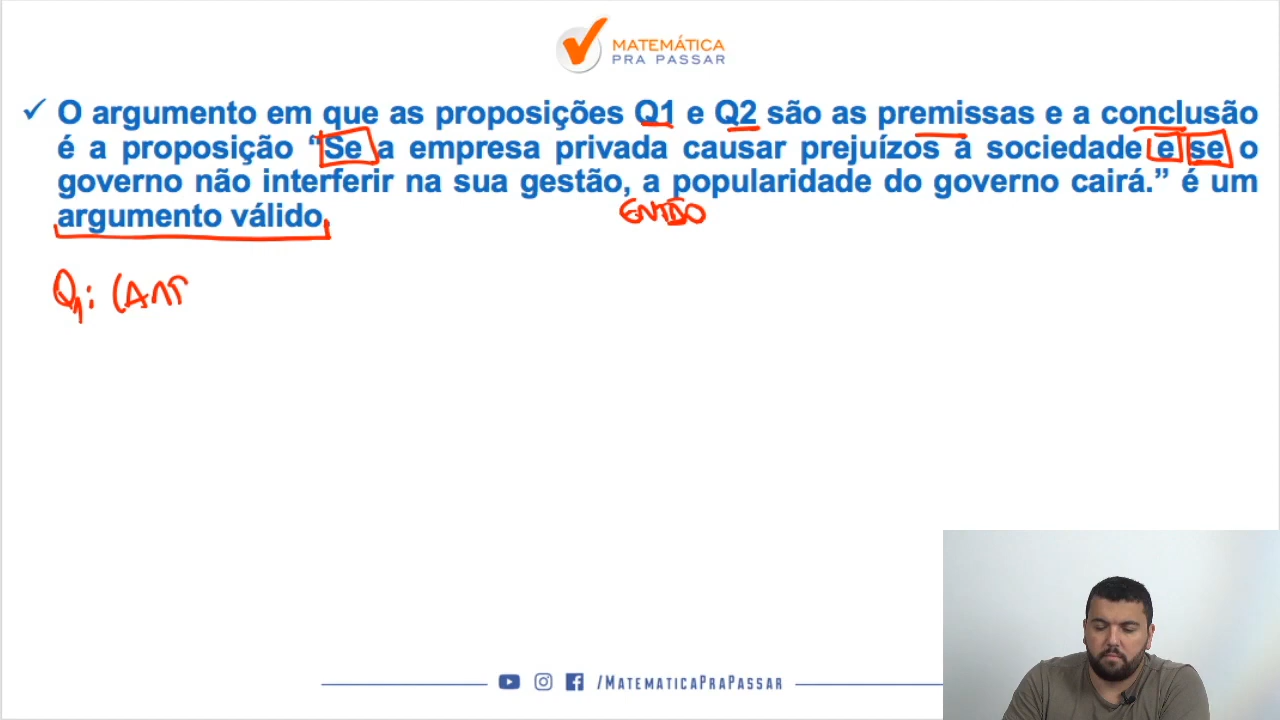 MATEMÁTICA
PRA PASSAR
✓ O argumento em que as proposições Q1 e Q2 são as premissas e a conclusão
é a proposição “Se a empresa privada causar prejuízos à sociedade e se o
governo não interferir na sua gestão, a popularidade do governo cairá.” é um
ENTÃO
argumento válido.
Q1: (A
/MATEMATICAPRAPASSAR